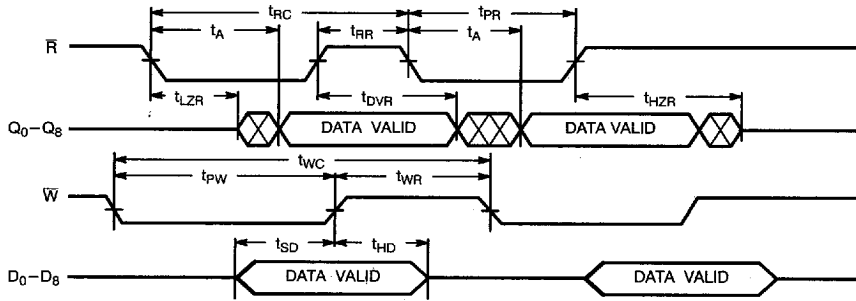 tRC tPR
tA tRR tA
R̅
tLZR tDVR tHZR
Q0–Q8 DATA VALID DATA VALID
tWC
tPW tWR
W̅
tSD tHD
D0–D8 DATA VALID DATA VALID